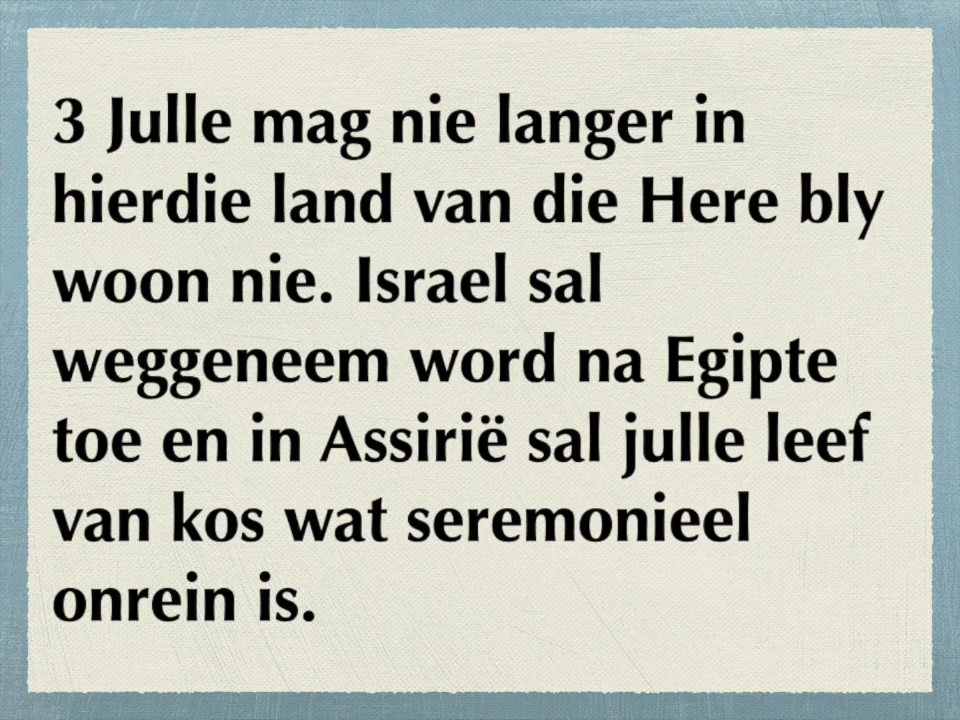 3 Julle mag nie langer in
hierdie land van die Here bly
woon nie. Israel sal
weggeneem word na Egipte
toe en in Assirië sal julle leef
van kos wat seremonieel
onrein is.